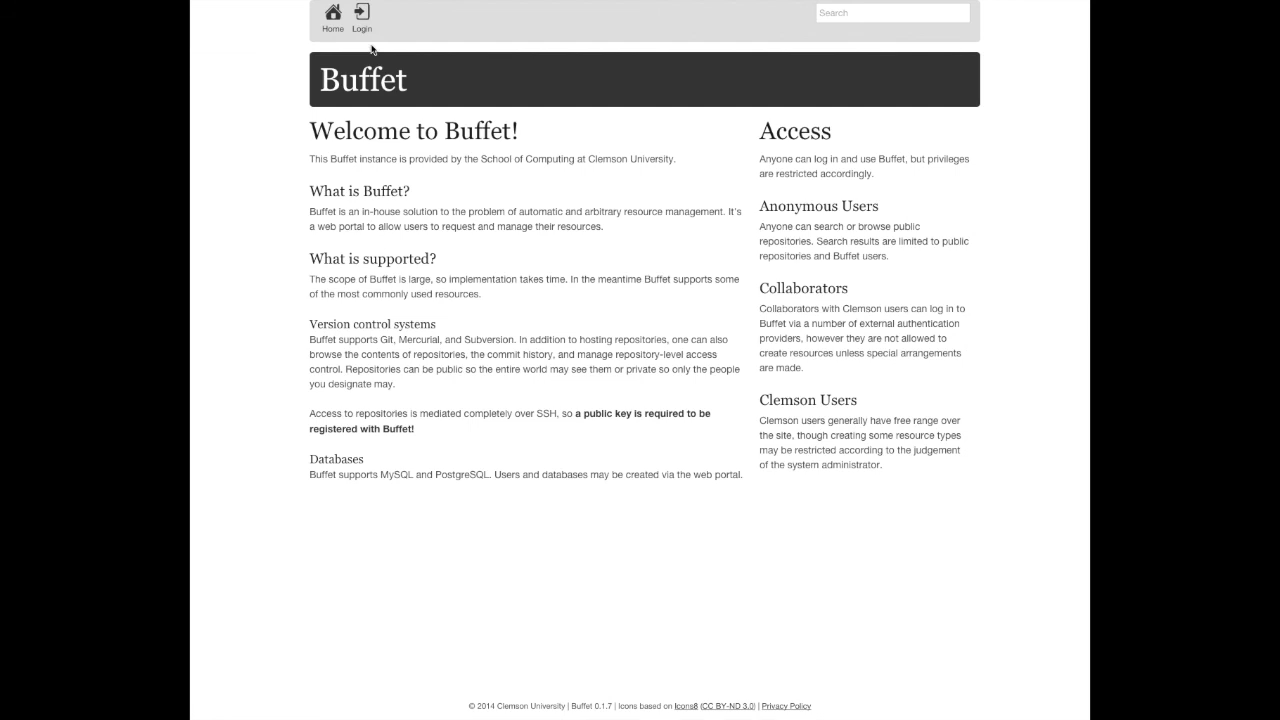 Home Login Search
Buffet
Welcome to Buffet!
This Buffet instance is provided by the School of Computing at Clemson University.
What is Buffet?
Buffet is an in-house solution to the problem of automatic and arbitrary resource management. It's
a web portal to allow users to request and manage their resources.
What is supported?
The scope of Buffet is large, so implementation takes time. In the meantime Buffet supports some
of the most commonly used resources.
Version control systems
Buffet supports Git, Mercurial, and Subversion. In addition to hosting repositories, one can also
browse the contents of repositories, the commit history, and manage repository-level access
control. Repositories can be public so the entire world may see them or private so only the people
you designate may.
Access to repositories is mediated completely over SSH, so a public key is required to be
registered with Buffet!
Databases
Buffet supports MySQL and PostgreSQL. Users and databases may be created via the web portal.
Access
Anyone can log in and use Buffet, but privileges
are restricted accordingly.
Anonymous Users
Anyone can search or browse public
repositories. Search results are limited to public
repositories and Buffet users.
Collaborators
Collaborators with Clemson users can log in to
Buffet via a number of external authentication
providers, however they are not allowed to
create resources unless special arrangements
are made.
Clemson Users
Clemson users generally have free range over
the site, though creating some resource types
may be restricted according to the judgement
of the system administrator.
© 2014 Clemson University | Buffet 0.1.7 | Icons based on Icons8 (CC BY-ND 3.0) | Privacy Policy